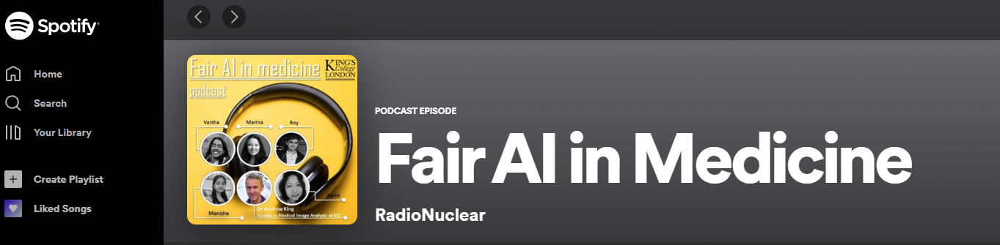 Spotify
Home
Search
Your Library
Create Playlist
Liked Songs
Fair AI in medicine
podcast
KING'S
College
LONDON
Varsha
Marina
Roy
Hanzi
Manisha
Dr Andrew King
Reader in Medical Image Analysis at KCL
PODCAST EPISODE
Fair AI in Medicine
RadioNuclear